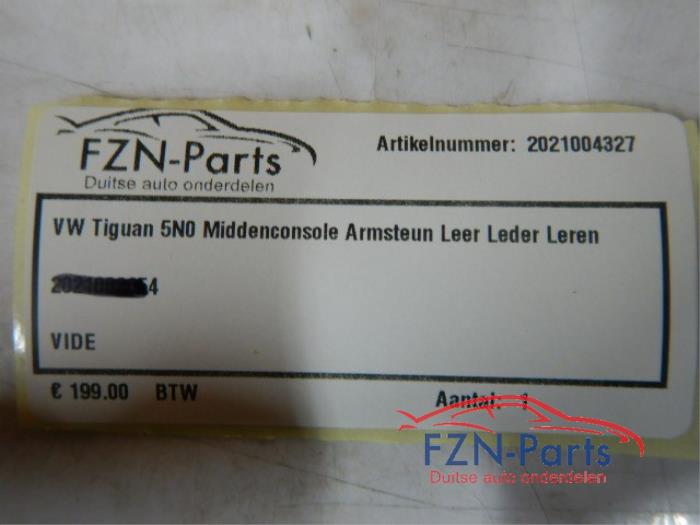 FZN-Parts
Duitse auto onderdelen
Artikelnummer: 2021004327
VW Tiguan 5N0 Middenconsole Armsteun Leer Leder Leren
VIDE
€ 199.00 BTW
Aantal: 1
FZN-Parts
Duitse auto onderdelen